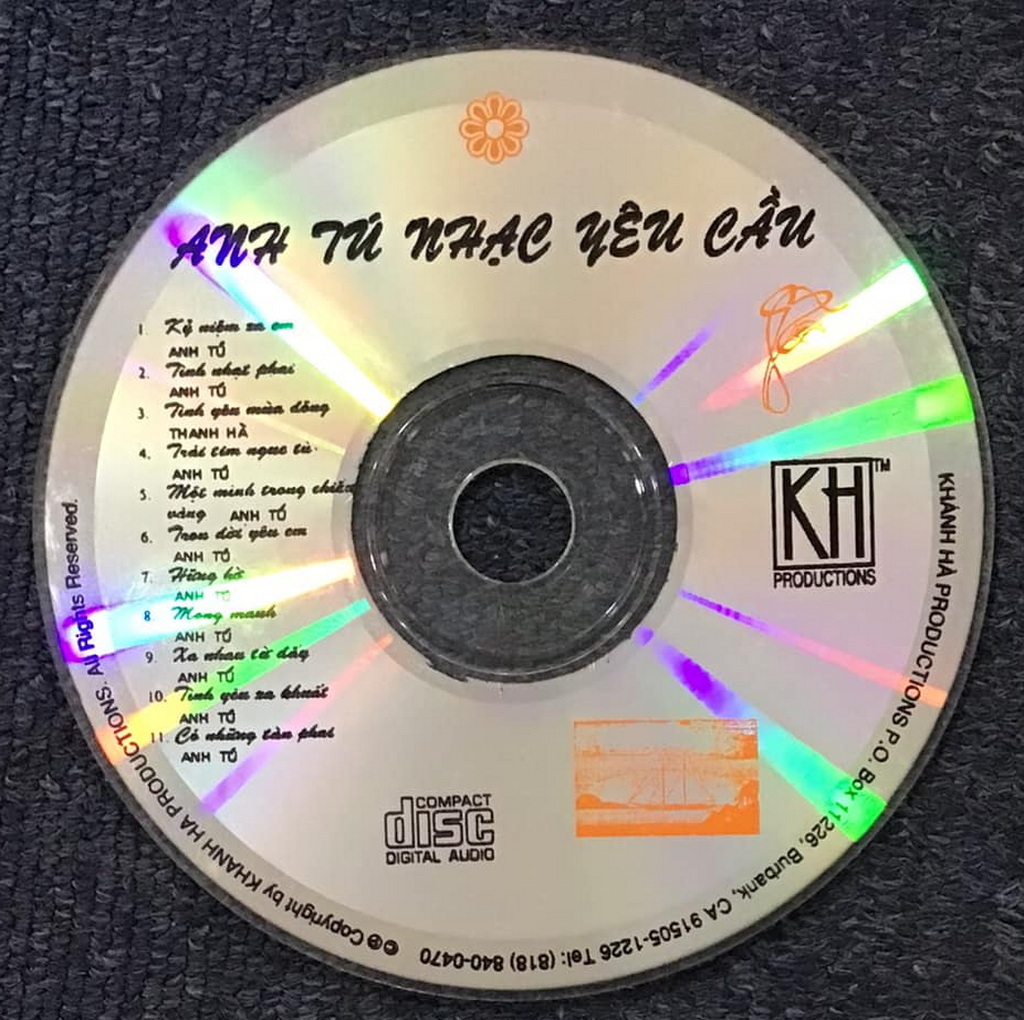 ANH TÚ NHẠC YÊU CẦU
1. Kỷ niệm xa em
ANH TÚ
2. Tình nhạt phai
ANH TÚ
3. Tình yêu mùa đông
THANH HÀ
4. Trái tim ngục tù
ANH TÚ
5. Một mình trong chiều
vắng ANH TÚ
6. Trọn đời yêu em
ANH TÚ
7. Hững hờ
ANH TÚ
8. Mong manh
ANH TÚ
9. Xa nhau từ đây
ANH TÚ
10. Tình yêu xa khuất
ANH TÚ
11. Có những tàn phai
ANH TÚ
KH TM
PRODUCTIONS
COMPACT
disc
DIGITAL AUDIO
KHÁNH HÀ PRODUCTIONS P.O. Box 11226, Burbank, CA 91505-1226 Tel: (818) 840-0470
©℗ Copyright by KHÁNH HÀ PRODUCTIONS. All Rights Reserved.